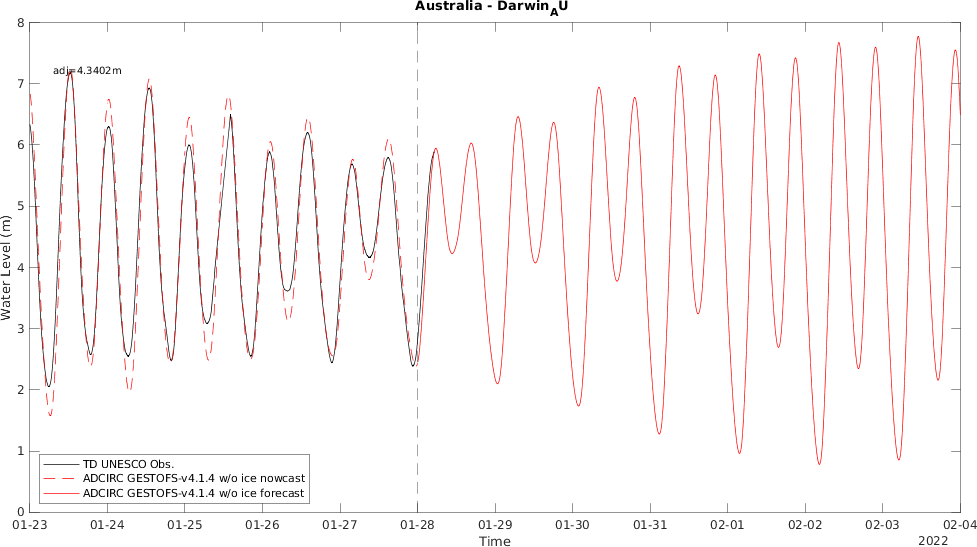 Australia - Darwin_AU
8
7
6
5
4
3
2
1
0
adj=4.3402m
Water Level (m)
TD UNESCO Obs.
ADCIRC GESTOFS-v4.1.4 w/o ice nowcast
ADCIRC GESTOFS-v4.1.4 w/o ice forecast
01-23 01-24 01-25 01-26 01-27 01-28 01-29 01-30 01-31 02-01 02-02 02-03 02-04
Time
2022